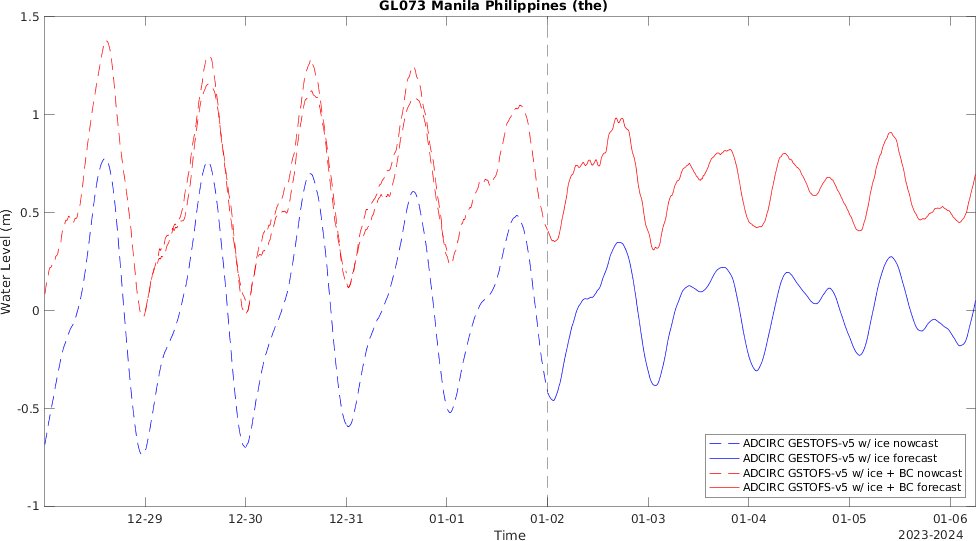 GL073 Manila Philippines (the)
1.5
1
0.5
0
-0.5
-1
Water Level (m)
12-29
12-30
12-31
01-01
01-02
01-03
01-04
01-05
01-06
Time
2023-2024
ADCIRC GESTOFS-v5 w/ ice nowcast
ADCIRC GESTOFS-v5 w/ ice forecast
ADCIRC GSTOFS-v5 w/ ice + BC nowcast
ADCIRC GSTOFS-v5 w/ ice + BC forecast